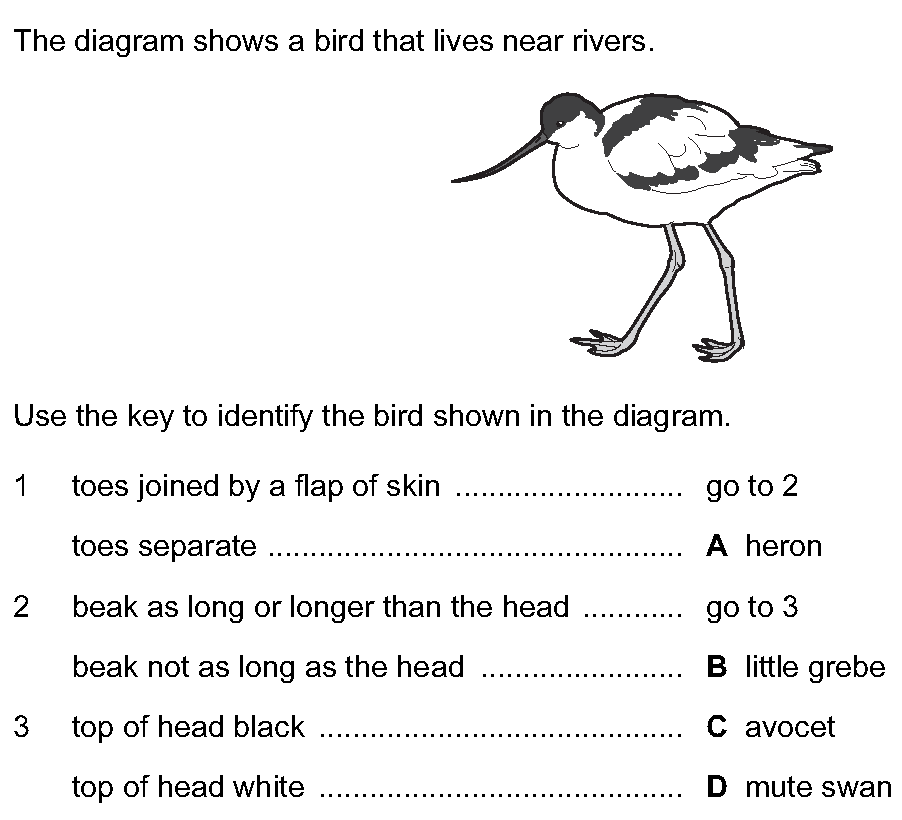 The diagram shows a bird that lives near rivers.
Use the key to identify the bird shown in the diagram.
1 toes joined by a flap of skin ........................... go to 2
toes separate ................................................. A heron
2 beak as long or longer than the head ............ go to 3
beak not as long as the head ........................ B little grebe
3 top of head black ........................................... C avocet
top of head white ........................................... D mute swan